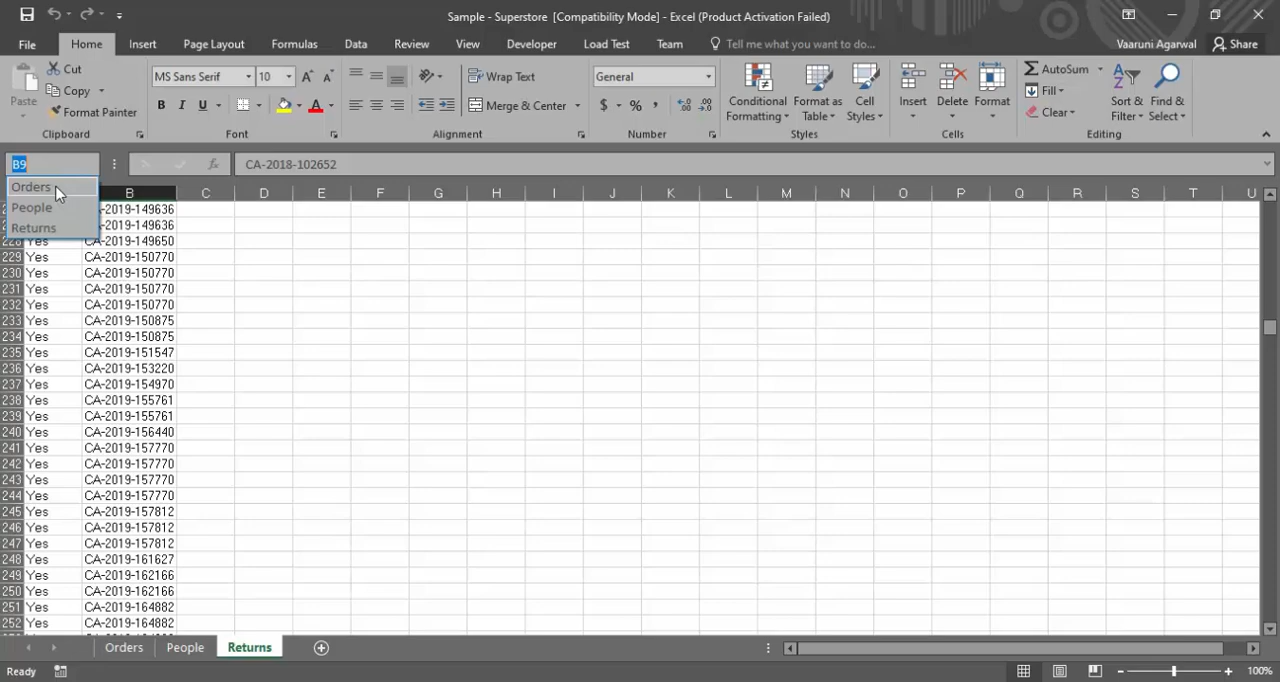 Sample - Superstore [Compatibility Mode] - Excel (Product Activation Failed)
File Home Insert Page Layout Formulas Data Review View Developer Load Test Team Tell me what you want to do... Vaaruni Agarwal Share
Paste
Cut
Copy
Format Painter
Clipboard
MS Sans Serif 10
B I U
Font
Wrap Text
Merge & Center
Alignment
General
$ % ,
Number
Conditional Formatting
Format as Table
Cell Styles
Styles
Insert
Delete
Format
Cells
AutoSum
Fill
Clear
Sort & Filter
Find & Select
Editing
B9 fx CA-2018-102652
Orders
People
Returns
B C D E F G H I J K L M N O P Q R S T U
CA-2019-149636
CA-2019-149636
228 Yes CA-2019-149650
229 Yes CA-2019-150770
230 Yes CA-2019-150770
231 Yes CA-2019-150770
232 Yes CA-2019-150770
233 Yes CA-2019-150875
234 Yes CA-2019-150875
235 Yes CA-2019-151547
236 Yes CA-2019-153220
237 Yes CA-2019-154970
238 Yes CA-2019-155761
239 Yes CA-2019-155761
240 Yes CA-2019-156440
241 Yes CA-2019-157770
242 Yes CA-2019-157770
243 Yes CA-2019-157770
244 Yes CA-2019-157770
245 Yes CA-2019-157812
246 Yes CA-2019-157812
247 Yes CA-2019-157812
248 Yes CA-2019-161627
249 Yes CA-2019-162166
250 Yes CA-2019-162166
251 Yes CA-2019-164882
252 Yes CA-2019-164882
Orders People Returns
Ready 100%